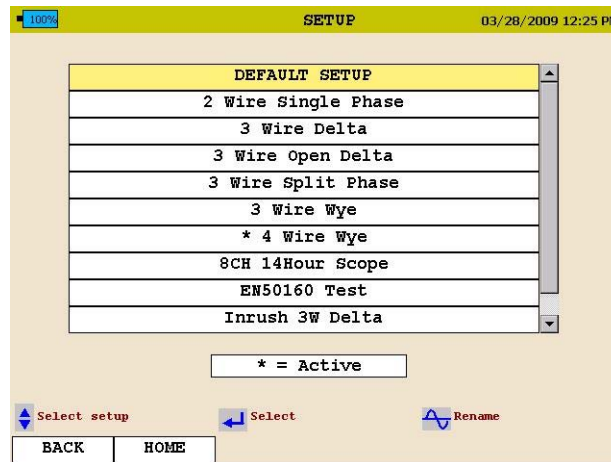 100%
SETUP
03/28/2009 12:25 P
DEFAULT SETUP
2 Wire Single Phase
3 Wire Delta
3 Wire Open Delta
3 Wire Split Phase
3 Wire Wye
* 4 Wire Wye
8CH 14Hour Scope
EN50160 Test
Inrush 3W Delta
* = Active
Select setup
Select
Rename
BACK
HOME